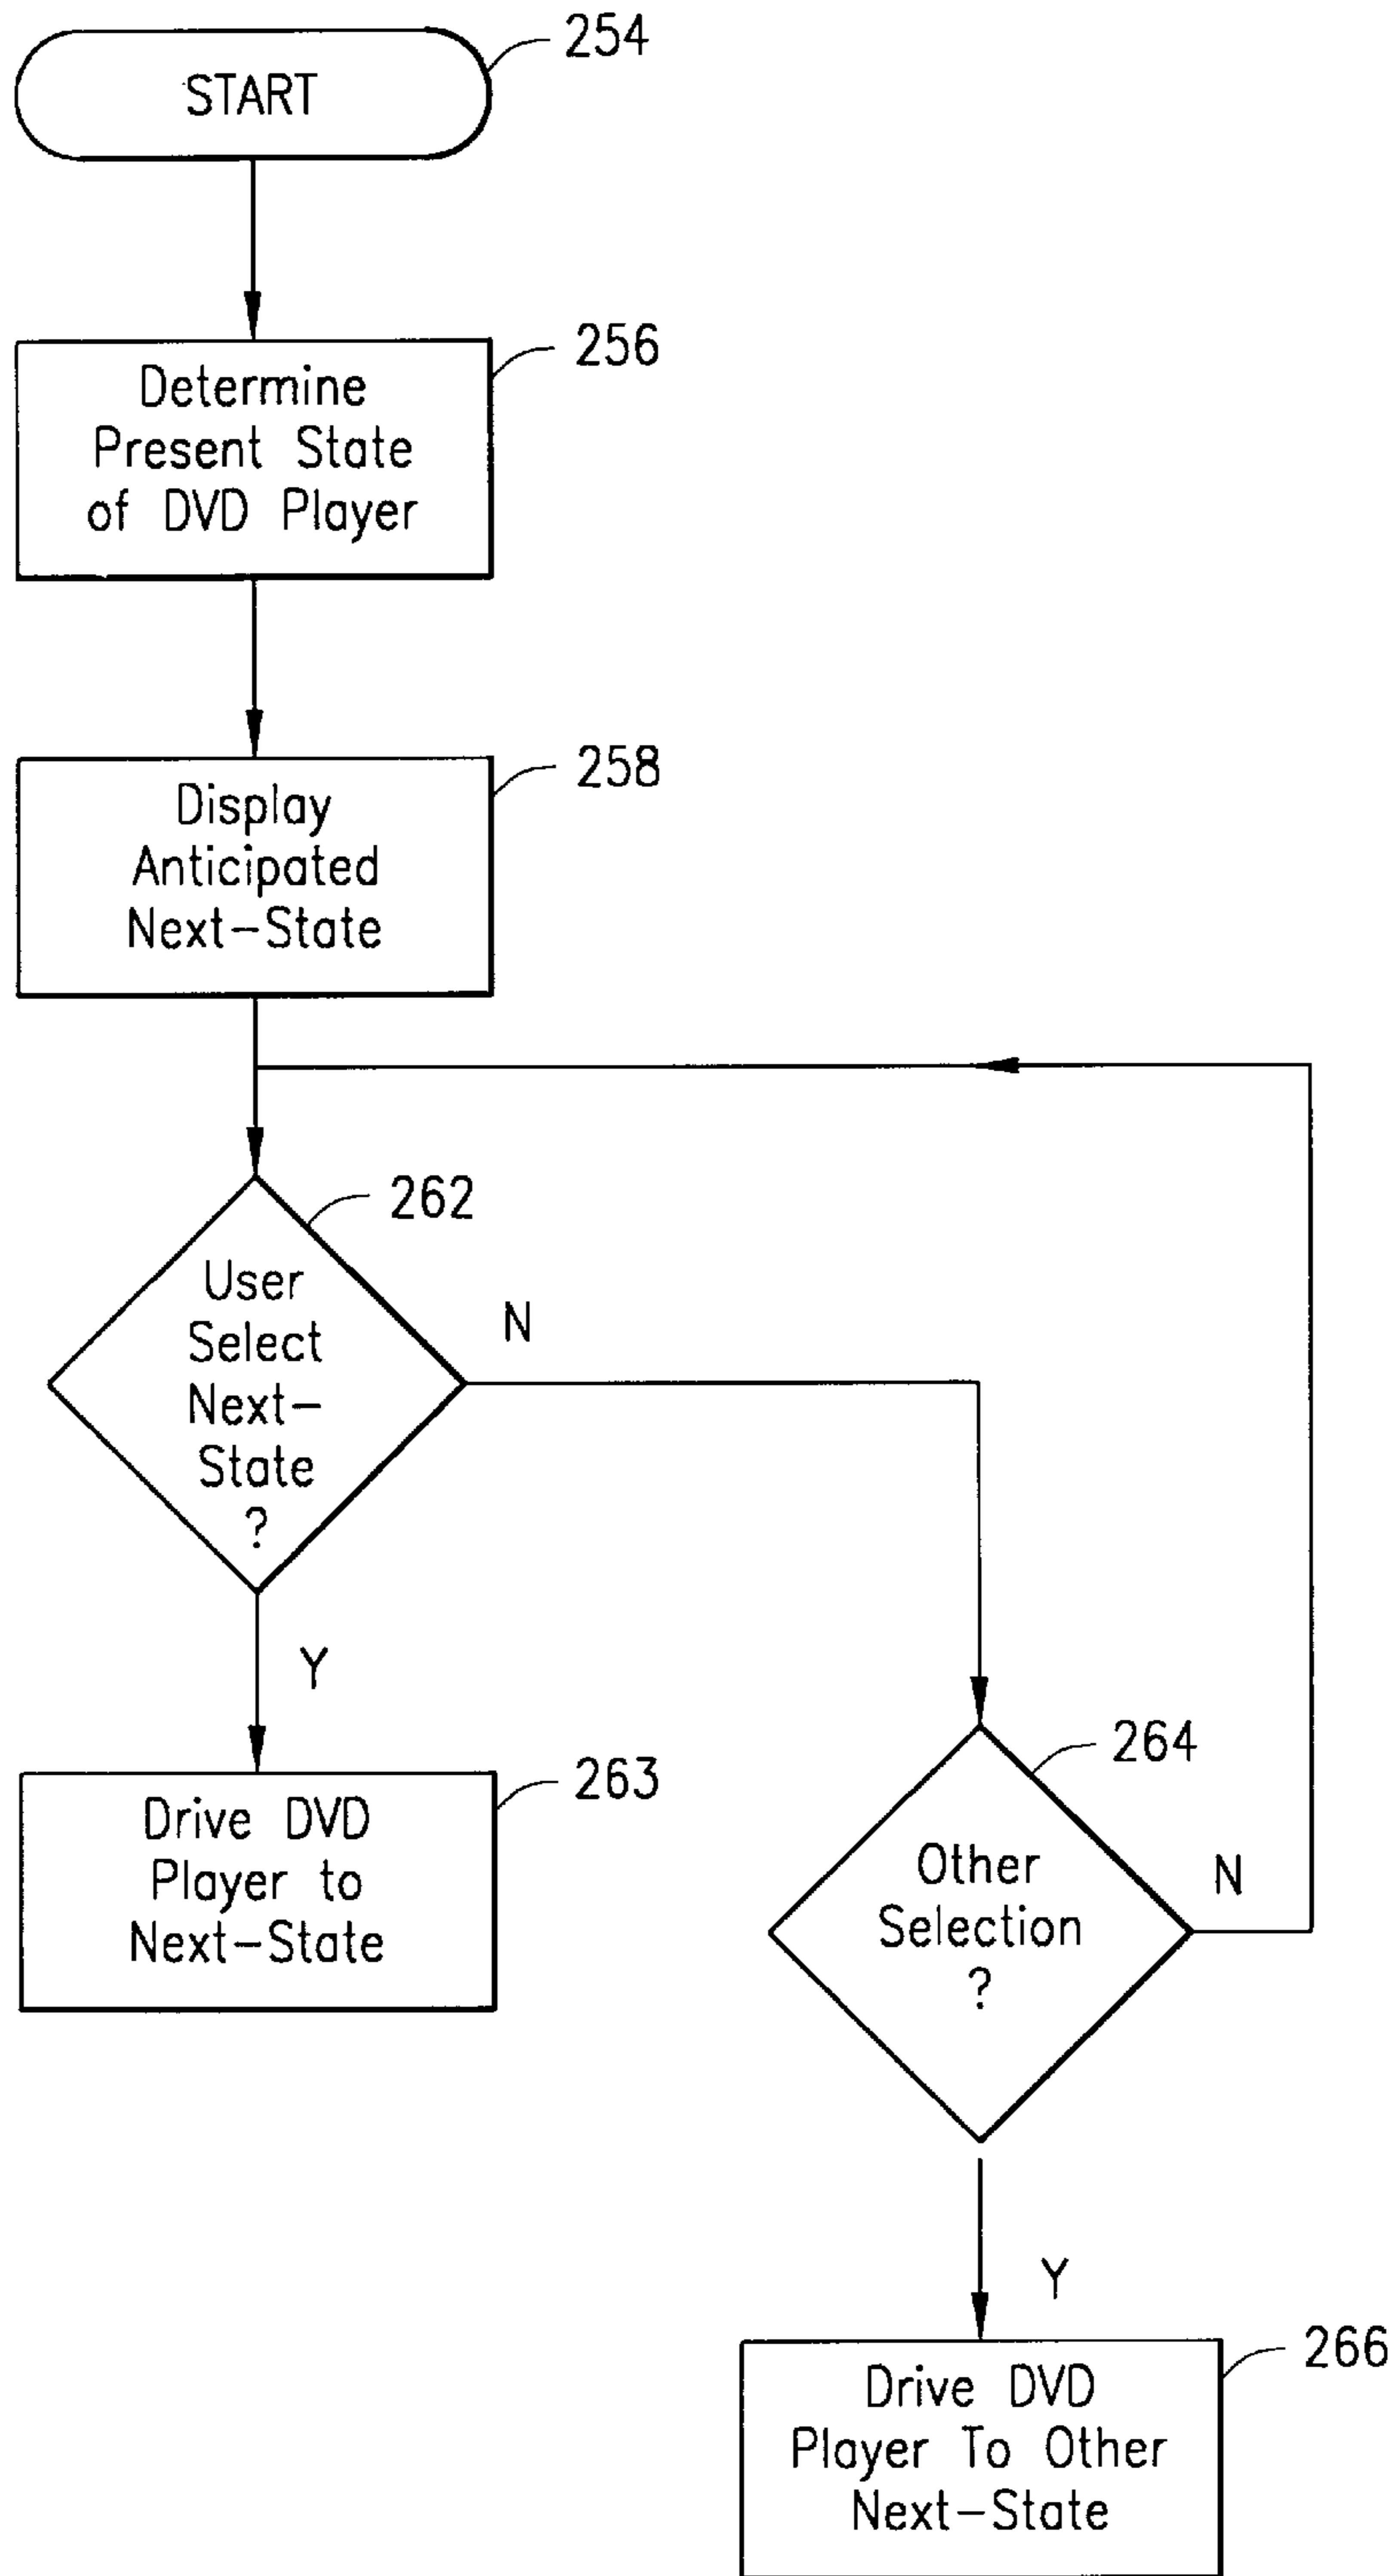 254
START
256
Determine
Present State
of DVD Player
258
Display
Anticipated
Next-State
262
User
Select
Next-
State
?
N
Y
263
Drive DVD
Player to
Next-State
264
Other
Selection
?
N
Y
266
Drive DVD
Player To Other
Next-State